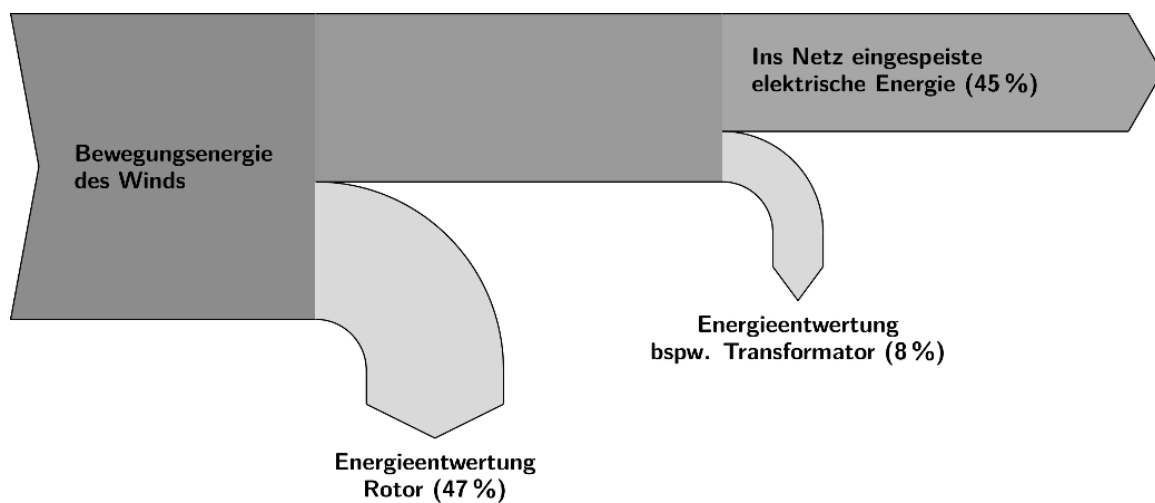 Ins Netz eingespeiste
elektrische Energie (45 %)
Bewegungsenergie
des Winds
Energieentwertung
bspw. Transformator (8 %)
Energieentwertung
Rotor (47 %)